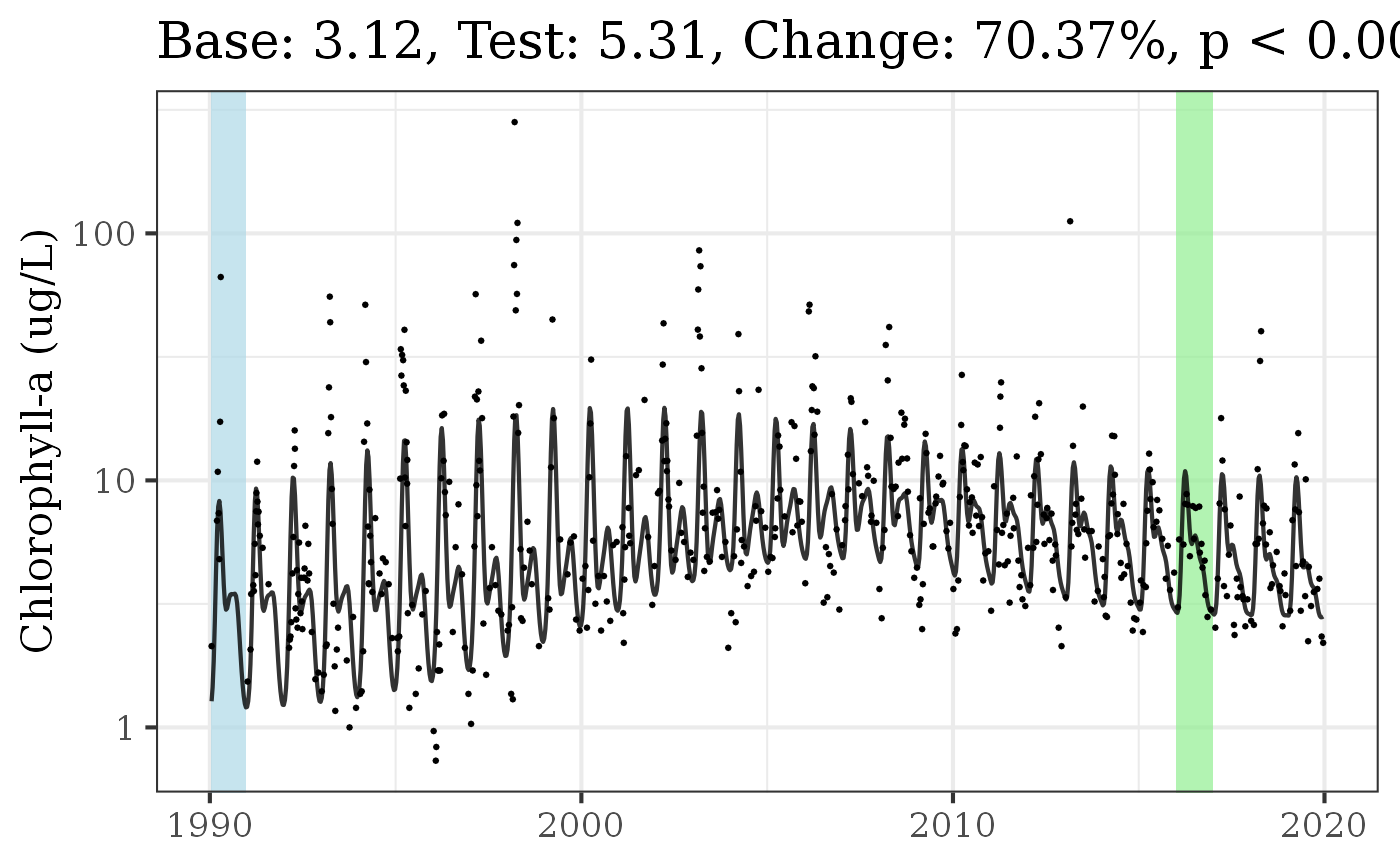 Base: 3.12, Test: 5.31, Change: 70.37%, p < 0.00
Chlorophyll-a (ug/L)
100
10
1
1990 2000 2010 2020